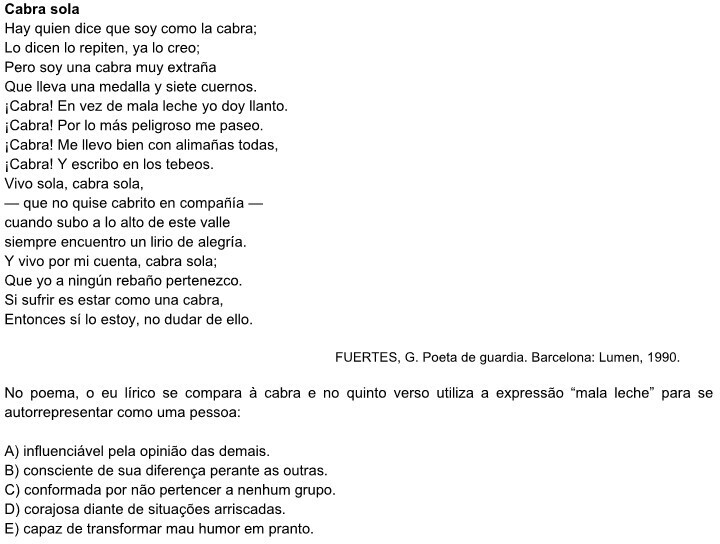 Cabra sola
Hay quien dice que soy como la cabra;
Lo dicen lo repiten, ya lo creo;
Pero soy una cabra muy extraña
Que lleva una medalla y siete cuernos.
¡Cabra! En vez de mala leche yo doy llanto.
¡Cabra! Por lo más peligroso me paseo.
¡Cabra! Me llevo bien con alimañas todas,
¡Cabra! Y escribo en los tebeos.
Vivo sola, cabra sola,
— que no quise cabrito en compañía —
cuando subo a lo alto de este valle
siempre encuentro un lirio de alegría.
Y vivo por mi cuenta, cabra sola;
Que yo a ningún rebaño pertenezco.
Si sufrir es estar como una cabra,
Entonces sí lo estoy, no dudar de ello.
FUERTES, G. Poeta de guardia. Barcelona: Lumen, 1990.
No poema, o eu lírico se compara à cabra e no quinto verso utiliza a expressão “mala leche” para se
autorrepresentar como uma pessoa:
A) influenciável pela opinião das demais.
B) consciente de sua diferença perante as outras.
C) conformada por não pertencer a nenhum grupo.
D) corajosa diante de situações arriscadas.
E) capaz de transformar mau humor em pranto.